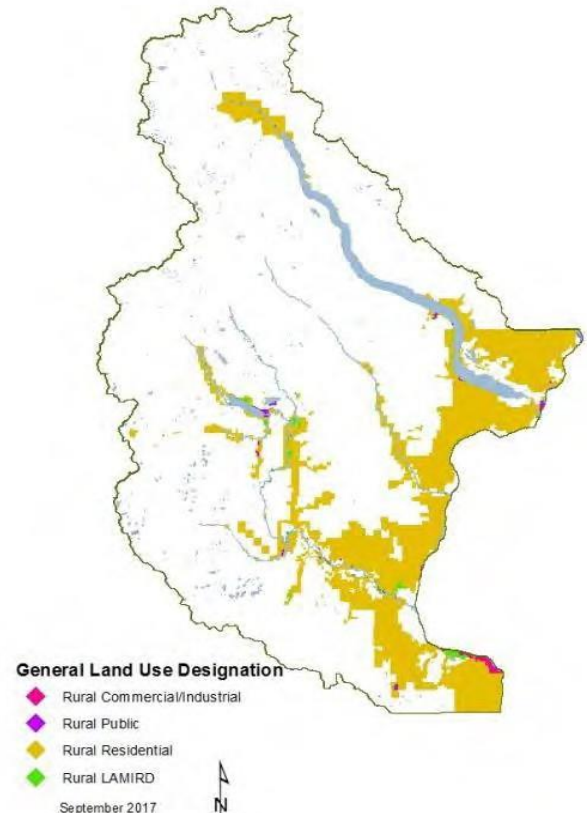 General Land Use Designation
Rural Commercial/Industrial
Rural Public
Rural Residential
Rural LAMIRD
September 2017
N